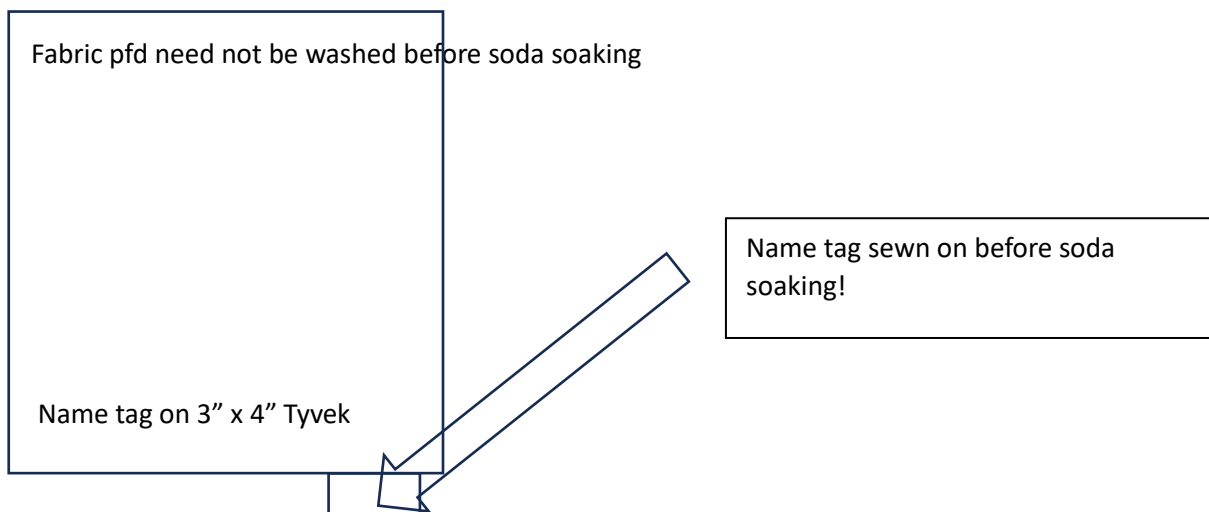 Fabric pfd need not be washed before soda soaking
Name tag sewn on before soda
soaking!
Name tag on 3” x 4” Tyvek